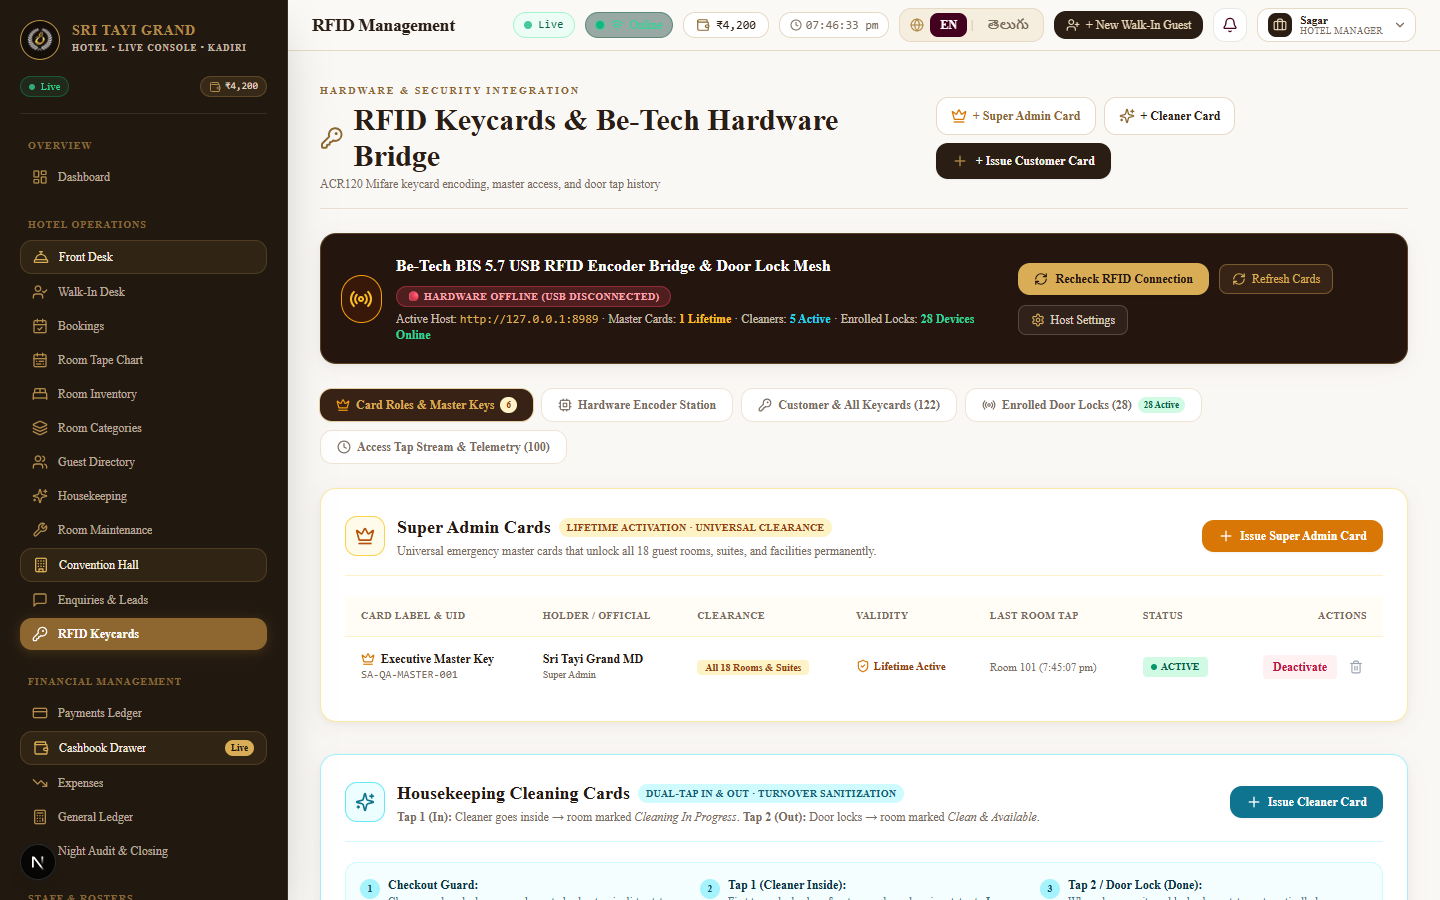 SRI TAYI GRAND
HOTEL • LIVE CONSOLE • KADIRI
Live
₹4,200
OVERVIEW
Dashboard
HOTEL OPERATIONS
Front Desk
Walk-In Desk
Bookings
Room Tape Chart
Room Inventory
Room Categories
Guest Directory
Housekeeping
Room Maintenance
Convention Hall
Enquiries & Leads
RFID Keycards
FINANCIAL MANAGEMENT
Payments Ledger
Cashbook Drawer
Live
Expenses
General Ledger
Night Audit & Closing
N
STAFF & ROSTERS
RFID Management
Live
Online
₹4,200
07:46:33 pm
EN
తెలుగు
+ New Walk-In Guest
Sagar
HOTEL MANAGER
HARDWARE & SECURITY INTEGRATION
RFID Keycards & Be-Tech Hardware
Bridge
ACR120 Mifare keycard encoding, master access, and door tap history
+ Super Admin Card
+ Cleaner Card
+ Issue Customer Card
Be-Tech BIS 5.7 USB RFID Encoder Bridge & Door Lock Mesh
HARDWARE OFFLINE (USB DISCONNECTED)
Active Host: http://127.0.0.1:8989 · Master Cards: 1 Lifetime · Cleaners: 5 Active · Enrolled Locks: 28 Devices
Online
Recheck RFID Connection
Refresh Cards
Host Settings
Card Roles & Master Keys 6
Hardware Encoder Station
Customer & All Keycards (122)
Enrolled Door Locks (28) 28 Active
Access Tap Stream & Telemetry (100)
Super Admin Cards LIFETIME ACTIVATION · UNIVERSAL CLEARANCE
Universal emergency master cards that unlock all 18 guest rooms, suites, and facilities permanently.
Issue Super Admin Card
CARD LABEL & UID HOLDER / OFFICIAL CLEARANCE VALIDITY LAST ROOM TAP STATUS ACTIONS
Executive Master Key
SA-QA-MASTER-001
Sri Tayi Grand MD
Super Admin
All 18 Rooms & Suites
Lifetime Active
Room 101 (7:45:07 pm)
ACTIVE
Deactivate
Housekeeping Cleaning Cards DUAL-TAP IN & OUT · TURNOVER SANITIZATION
Tap 1 (In): Cleaner goes inside → room marked Cleaning In Progress. Tap 2 (Out): Door locks → room marked Clean & Available.
Issue Cleaner Card
1 Checkout Guard:
2 Tap 1 (Cleaner Inside):
3 Tap 2 / Door Lock (Done):